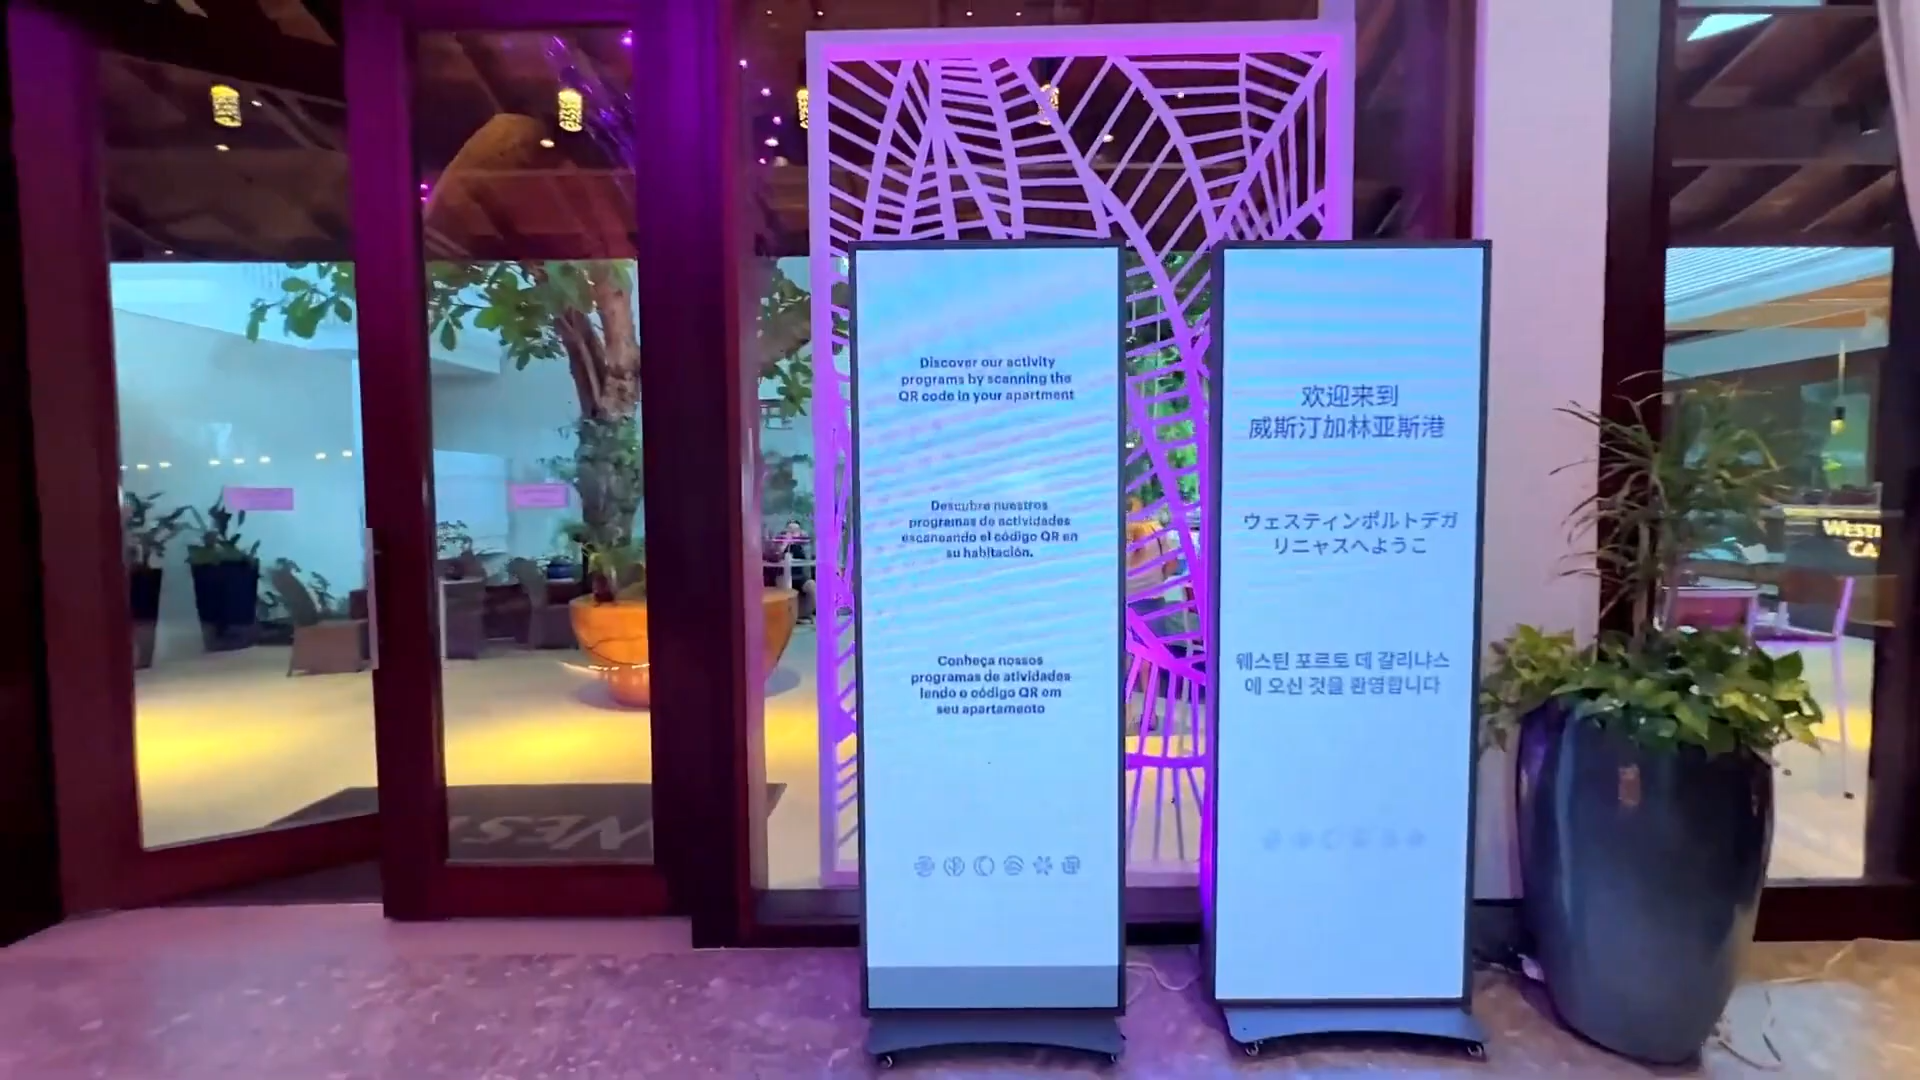 Discover our activity
programs by scanning the
QR code in your apartment
Descubre nuestros
programas de actividades
escaneando el código QR en
su habitación.
Conheça nossos
programas de atividades
lendo o código QR em
seu apartamento
欢迎来到
威斯汀加林亚斯港
ウェスティンポルトデガ
リニャスへようこ
웨스틴 포르토 데 갈리냐스
에 오신 것을 환영합니다
WEST
CA
WES